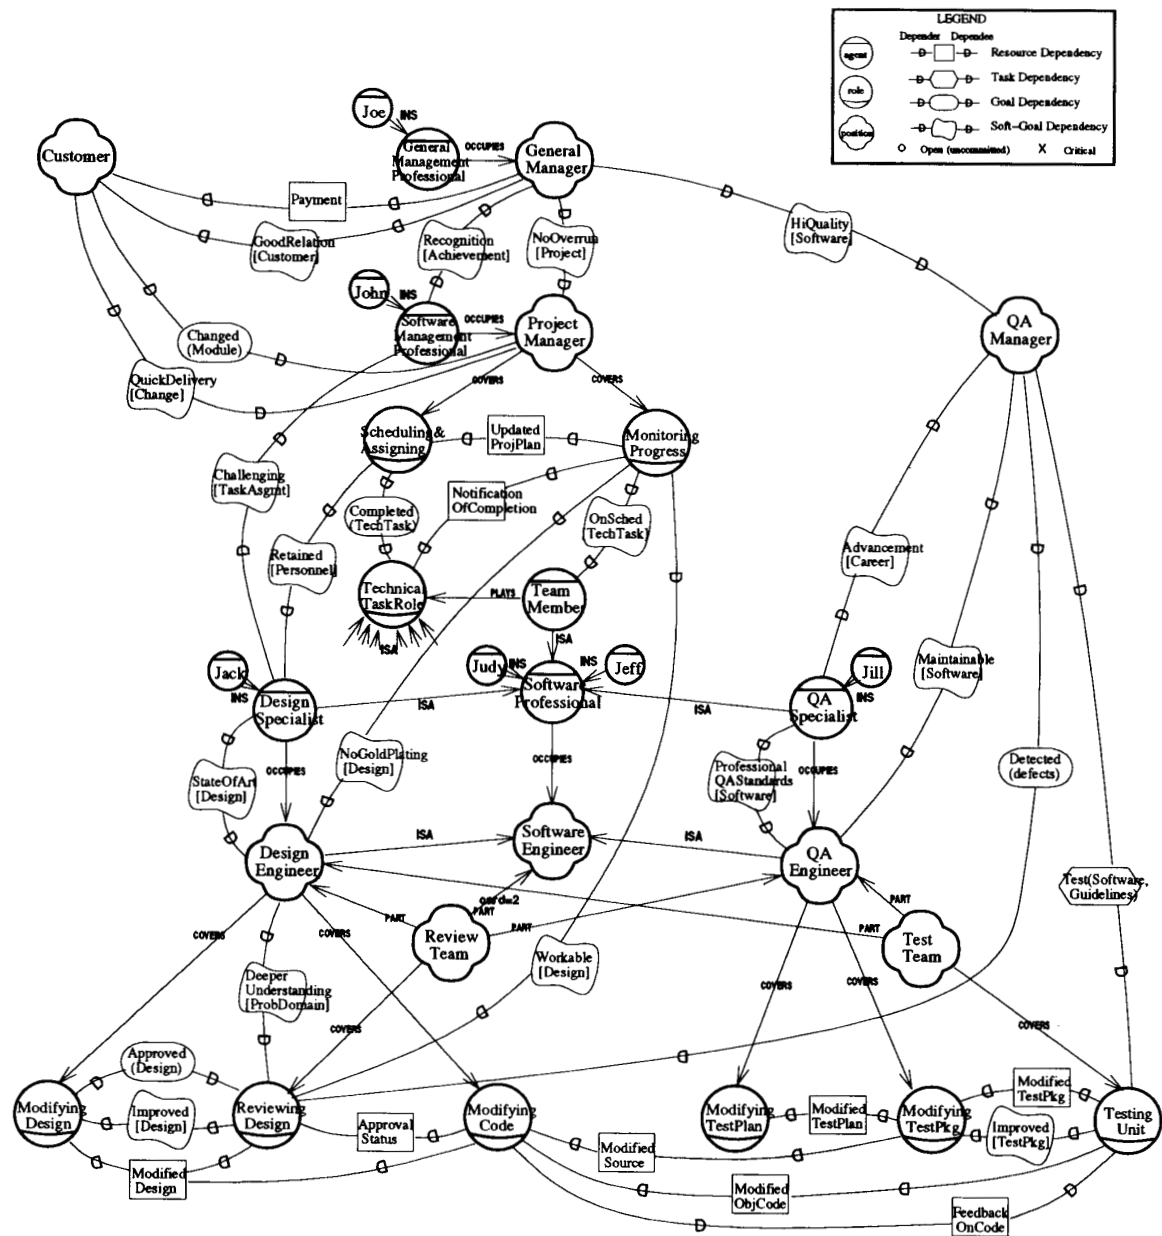 LEGEND
Depender Dependee
agent
D D Resource Dependency
D D Task Dependency
role
D D Goal Dependency
position
D D Soft-Goal Dependency
O Open (uncommitted) X Critical
Joe
INS
Customer
General
Management
Professional
OCCUPIES
General
Manager
Payment
GoodRelation
[Customer]
Recognition
[Achievement]
NoOverrun
[Project]
HiQuality
[Software]
John
INS
Software
Management
Professional
OCCUPIES
Project
Manager
QA
Manager
Changed
(Module)
QuickDelivery
[Change]
COVERS
COVERS
Scheduling&
Assigning
Updated
ProjPlan
Monitoring
Progress
Challenging
[TaskAsgmt]
Notification
OfCompletion
Completed
(TechTask)
OnSched
[TechTask]
Retained
[Personnel]
Advancement
[Career]
Technical
TaskRole
PLAYS
Team
Member
ISA
ISA
Maintainable
[Software]
Jack
INS
Judy
INS
INS
Jeff
Jill
INS
Design
Specialist
ISA
Software
Professional
ISA
QA
Specialist
NoGoldPlating
[Design]
StateOfArt
[Design]
OCCUPIES
OCCUPIES
Professional
QAStandards
[Software]
OCCUPIES
Detected
(defects)
Design
Engineer
ISA
Software
Engineer
ISA
QA
Engineer
Test(Software,
Guidelines)
card=2
PART
PART
PART
PART
PART
Review
Team
Test
Team
COVERS
COVERS
Workable
[Design]
Deeper
Understanding
[ProbDomain]
COVERS
COVERS
COVERS
COVERS
Approved
(Design)
Modifying
Design
Improved
[Design]
Reviewing
Design
Approval
Status
Modifying
Code
Modified
Design
Modified
Source
Modifying
TestPlan
Modified
TestPlan
Modifying
TestPkg
Modified
TestPkg
Improved
[TestPkg]
Testing
Unit
Modified
ObjCode
Feedback
OnCode